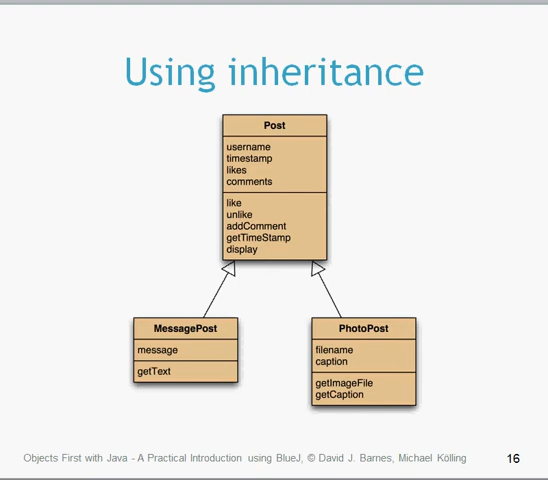 Using inheritance
Post
username
timestamp
likes
comments
like
unlike
addComment
getTimeStamp
display
MessagePost
message
getText
PhotoPost
filename
caption
getImageFile
getCaption
Objects First with Java - A Practical Introduction using BlueJ, © David J. Barnes, Michael Kölling
16